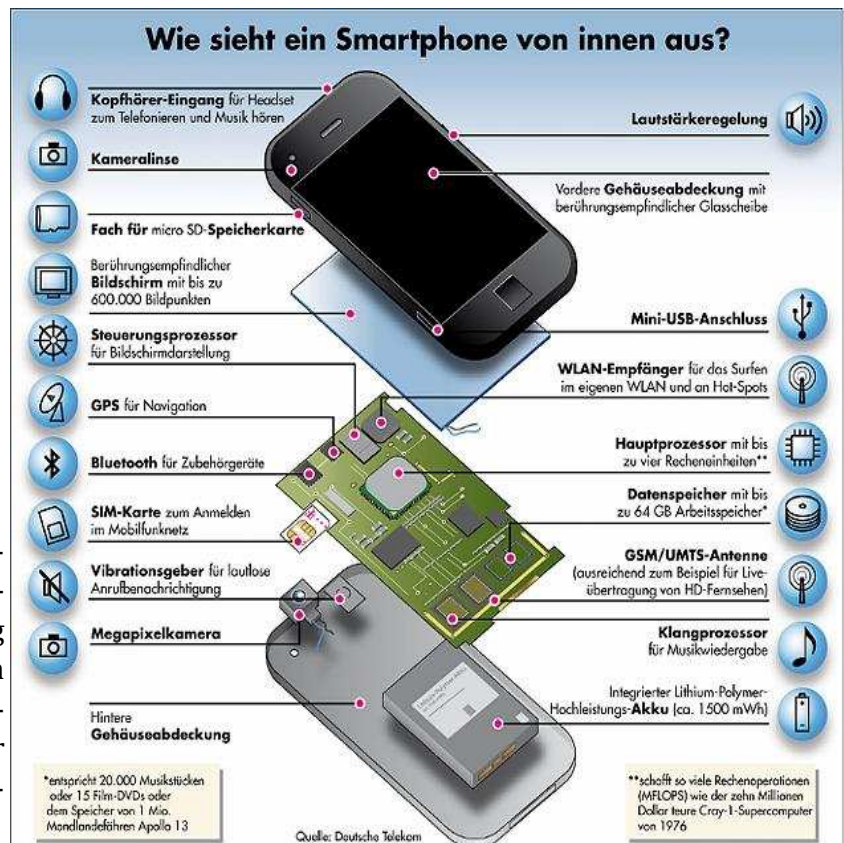 Wie sieht ein Smartphone von innen aus?
Kopfhörer-Eingang für Headset
zum Telefonieren und Musik hören
Kameralinse
Fach für micro SD-Speicherkarte
Berührungsempfindlicher
Bildschirm mit bis zu
600.000 Bildpunkten
Steuerungsprozessor
für Bildschirmdarstellung
GPS für Navigation
Bluetooth für Zubehörgeräte
SIM-Karte zum Anmelden
im Mobilfunknetz
Vibrationsgeber für lautlose
Anrufbenachrichtigung
Megapixelkamera
Hintere
Gehäuseabdeckung
*entspricht 20.000 Musikstücken
oder 15 Film-DVDs oder
dem Speicher von 1 Mio.
Mondlandefähren Apollo 13
Lautstärkeregelung
Vordere Gehäuseabdeckung mit
berührungsempfindlicher Glasscheibe
Mini-USB-Anschluss
WLAN-Empfänger für das Surfen
im eigenen WLAN und an Hot-Spots
Hauptprozessor mit bis
zu vier Recheneinheiten**
Datenspeicher mit bis
zu 64 GB Arbeitsspeicher*
GSM/UMTS-Antenne
(ausreichend zum Beispiel für Live-
übertragung von HD-Fernsehen)
Klangprozessor
für Musikwiedergabe
Integrierter Lithium-Polymer-
Hochleistungs-Akku (ca. 1500 mWh)
**schafft so viele Rechenoperationen
(MFLOPS) wie der zehn Millionen
Dollar teure Cray-1-Supercomputer
von 1976
Quelle: Deutsche Telekom